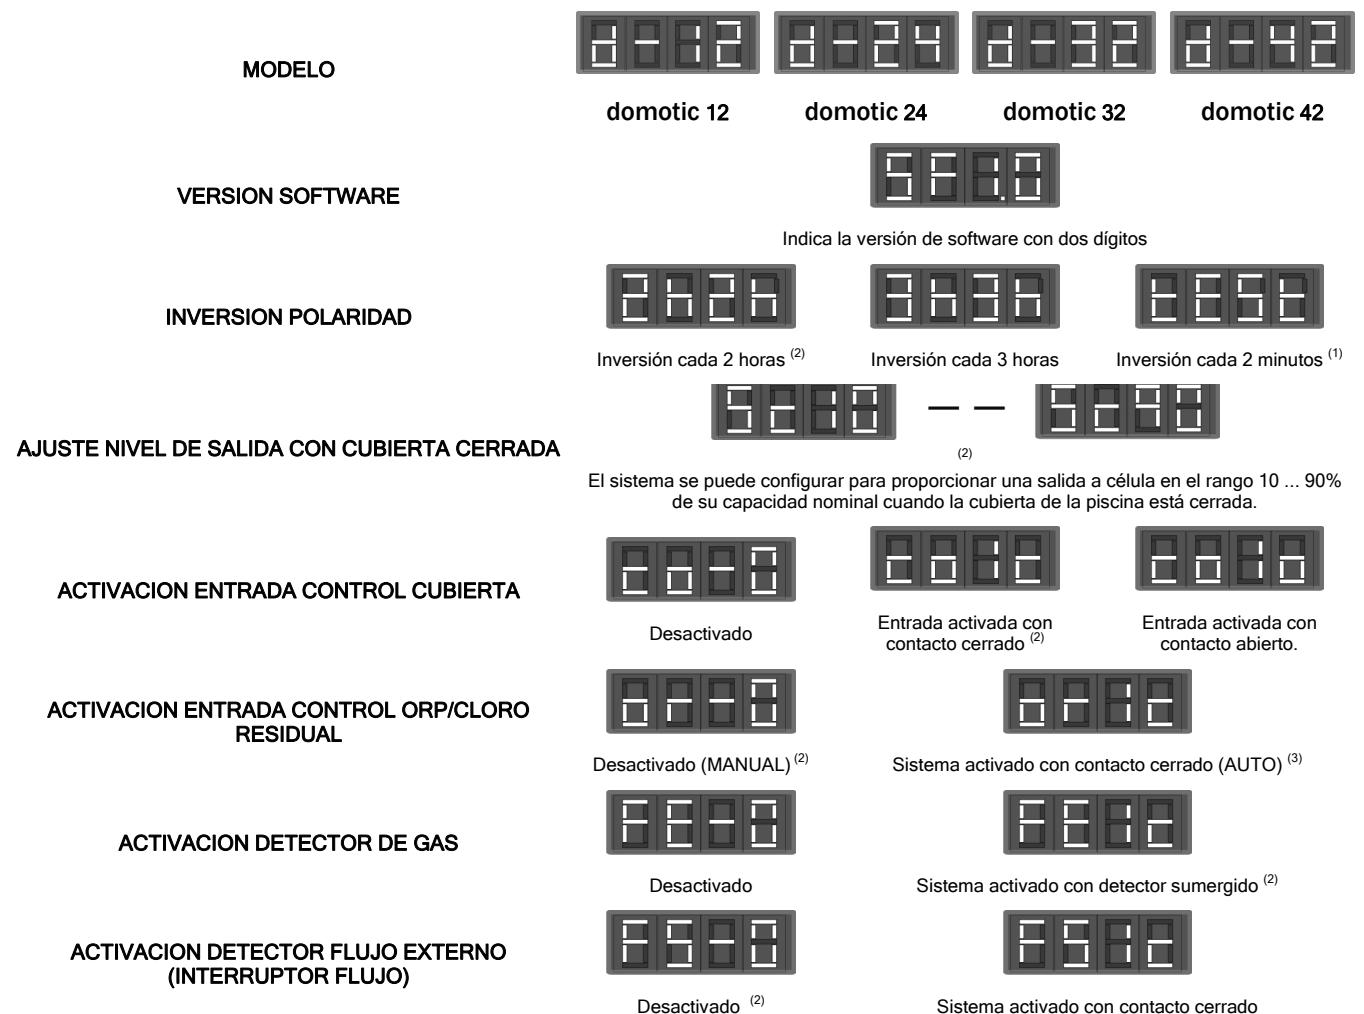 d-12 d-24 d-32 d-42
MODELO
domotic 12 domotic 24 domotic 32 domotic 42
VERSION SOFTWARE
Indica la versión de software con dos dígitos
INVERSION POLARIDAD
Inversión cada 2 horas (2) Inversión cada 3 horas Inversión cada 2 minutos (1)
— —
AJUSTE NIVEL DE SALIDA CON CUBIERTA CERRADA
(2)
El sistema se puede configurar para proporcionar una salida a célula en el rango 10 ... 90%
de su capacidad nominal cuando la cubierta de la piscina está cerrada.
ACTIVACION ENTRADA CONTROL CUBIERTA
Desactivado
Entrada activada con
contacto cerrado (2)
Entrada activada con
contacto abierto.
ACTIVACION ENTRADA CONTROL ORP/CLORO
RESIDUAL
Desactivado (MANUAL) (2) Sistema activado con contacto cerrado (AUTO) (3)
ACTIVACION DETECTOR DE GAS
Desactivado Sistema activado con detector sumergido (2)
ACTIVACION DETECTOR FLUJO EXTERNO
(INTERRUPTOR FLUJO)
Desactivado (2) Sistema activado con contacto cerrado